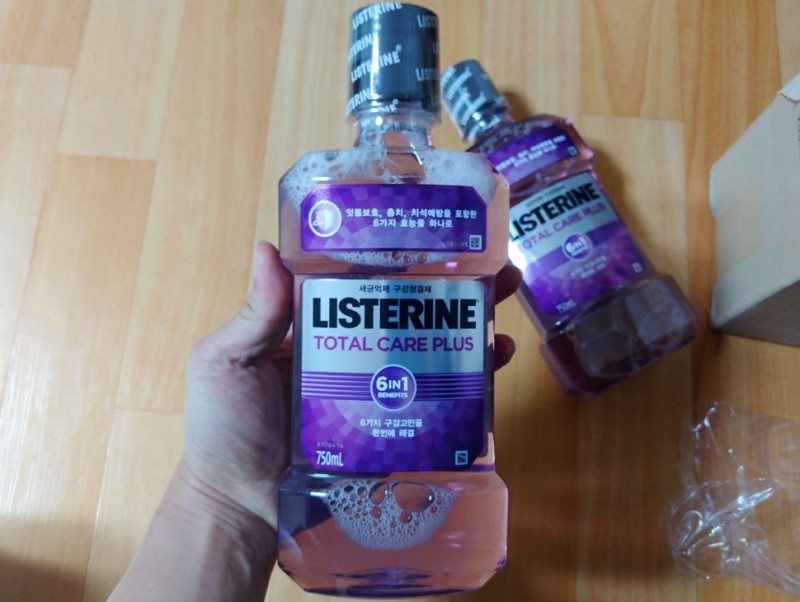 LISTERINE
LISTERINE®
LISTERINE
잇몸보호, 충치, 치석예방을 포함한
6가지 효능을 하나로
세균억제 구강청결제
LISTERINE®
TOTAL CARE PLUS
6 IN 1
BENEFITS
6가지 구강고민을
한번에 해결
750mL
LISTERINE
TOTAL CARE PLUS
6 IN 1
750mL